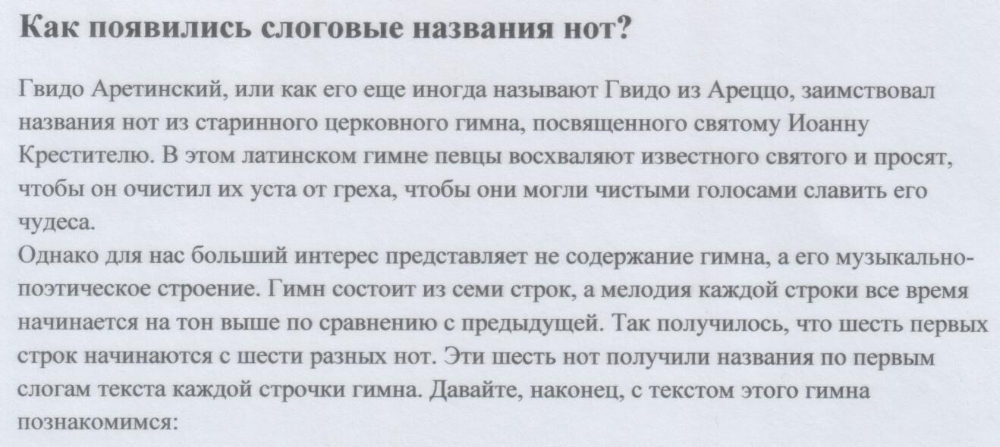 Как появились слоговые названия нот?
Гвидо Аретинский, или как его еще иногда называют Гвидо из Ареццо, заимствовал
названия нот из старинного церковного гимна, посвященного святому Иоанну
Крестителю. В этом латинском гимне певцы восхваляют известного святого и просят,
чтобы он очистил их уста от греха, чтобы они могли чистыми голосами славить его
чудеса.
Однако для нас больший интерес представляет не содержание гимна, а его музыкально-
поэтическое строение. Гимн состоит из семи строк, а мелодия каждой строки все время
начинается на тон выше по сравнению с предыдущей. Так получилось, что шесть первых
строк начинаются с шести разных нот. Эти шесть нот получили названия по первым
слогам текста каждой строчки гимна. Давайте, наконец, с текстом этого гимна
познакомимся: